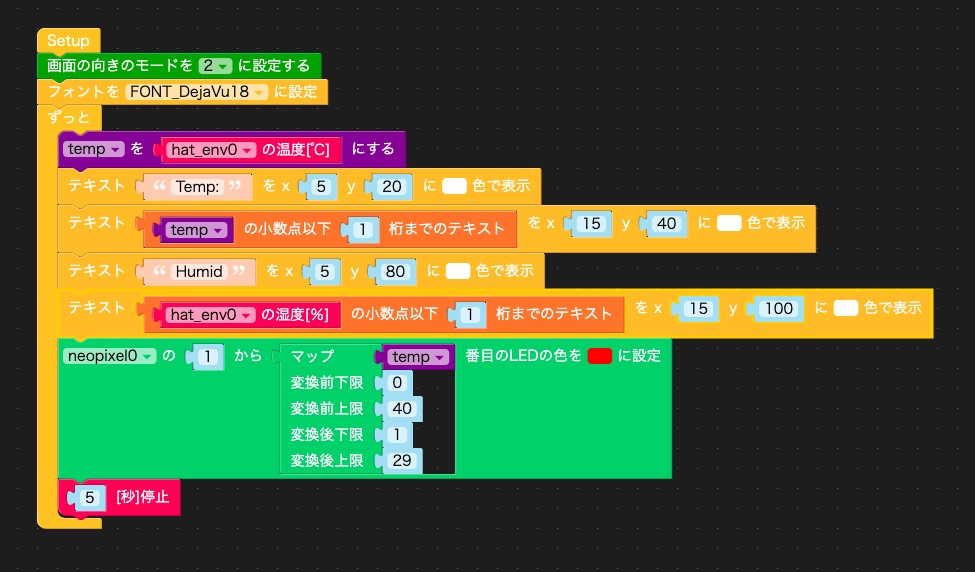 Setup
画面の向きのモードを 2 に設定する
フォントを FONT_DejaVu18 に設定
ずっと
temp を hat_env0 の温度[℃] にする
テキスト “ Temp: ” を x 5 y 20 に 色で表示
テキスト temp の小数点以下 1 桁までのテキスト を x 15 y 40 に 色で表示
テキスト “ Humid ” を x 5 y 80 に 色で表示
テキスト hat_env0 の湿度[%] の小数点以下 1 桁までのテキスト を x 15 y 100 に 色で表示
neopixel0 の 1 から マップ temp 番目のLEDの色を に設定
変換前下限 0
変換前上限 40
変換後下限 1
変換後上限 29
5 [秒]停止